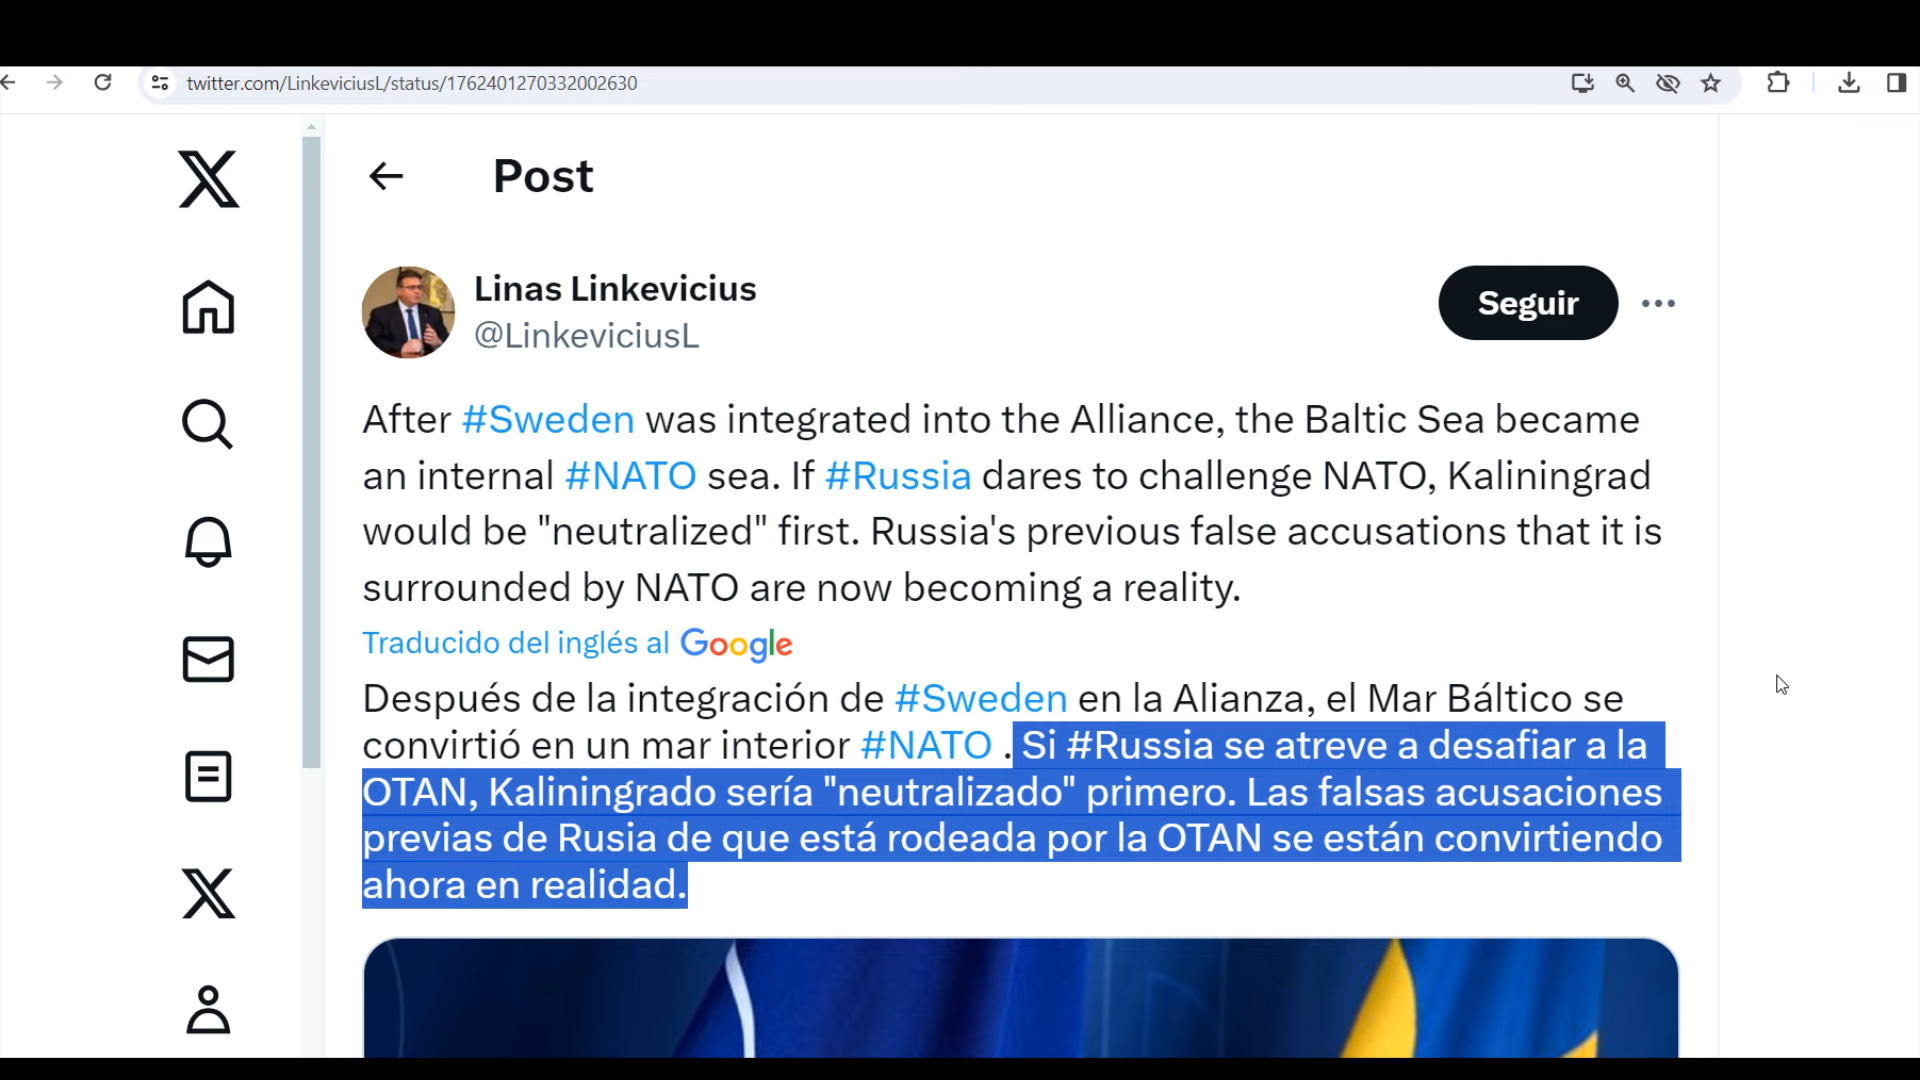 twitter.com/LinkeviciusL/status/1762401270332002630
Post
Linas Linkevicius
@LinkeviciusL
Seguir
After #Sweden was integrated into the Alliance, the Baltic Sea became
an internal #NATO sea. If #Russia dares to challenge NATO, Kaliningrad
would be "neutralized" first. Russia's previous false accusations that it is
surrounded by NATO are now becoming a reality.
Traducido del inglés al Google
Después de la integración de #Sweden en la Alianza, el Mar Báltico se
convirtió en un mar interior #NATO . Si #Russia se atreve a desafiar a la
OTAN, Kaliningrado sería "neutralizado" primero. Las falsas acusaciones
previas de Rusia de que está rodeada por la OTAN se están convirtiendo
ahora en realidad.